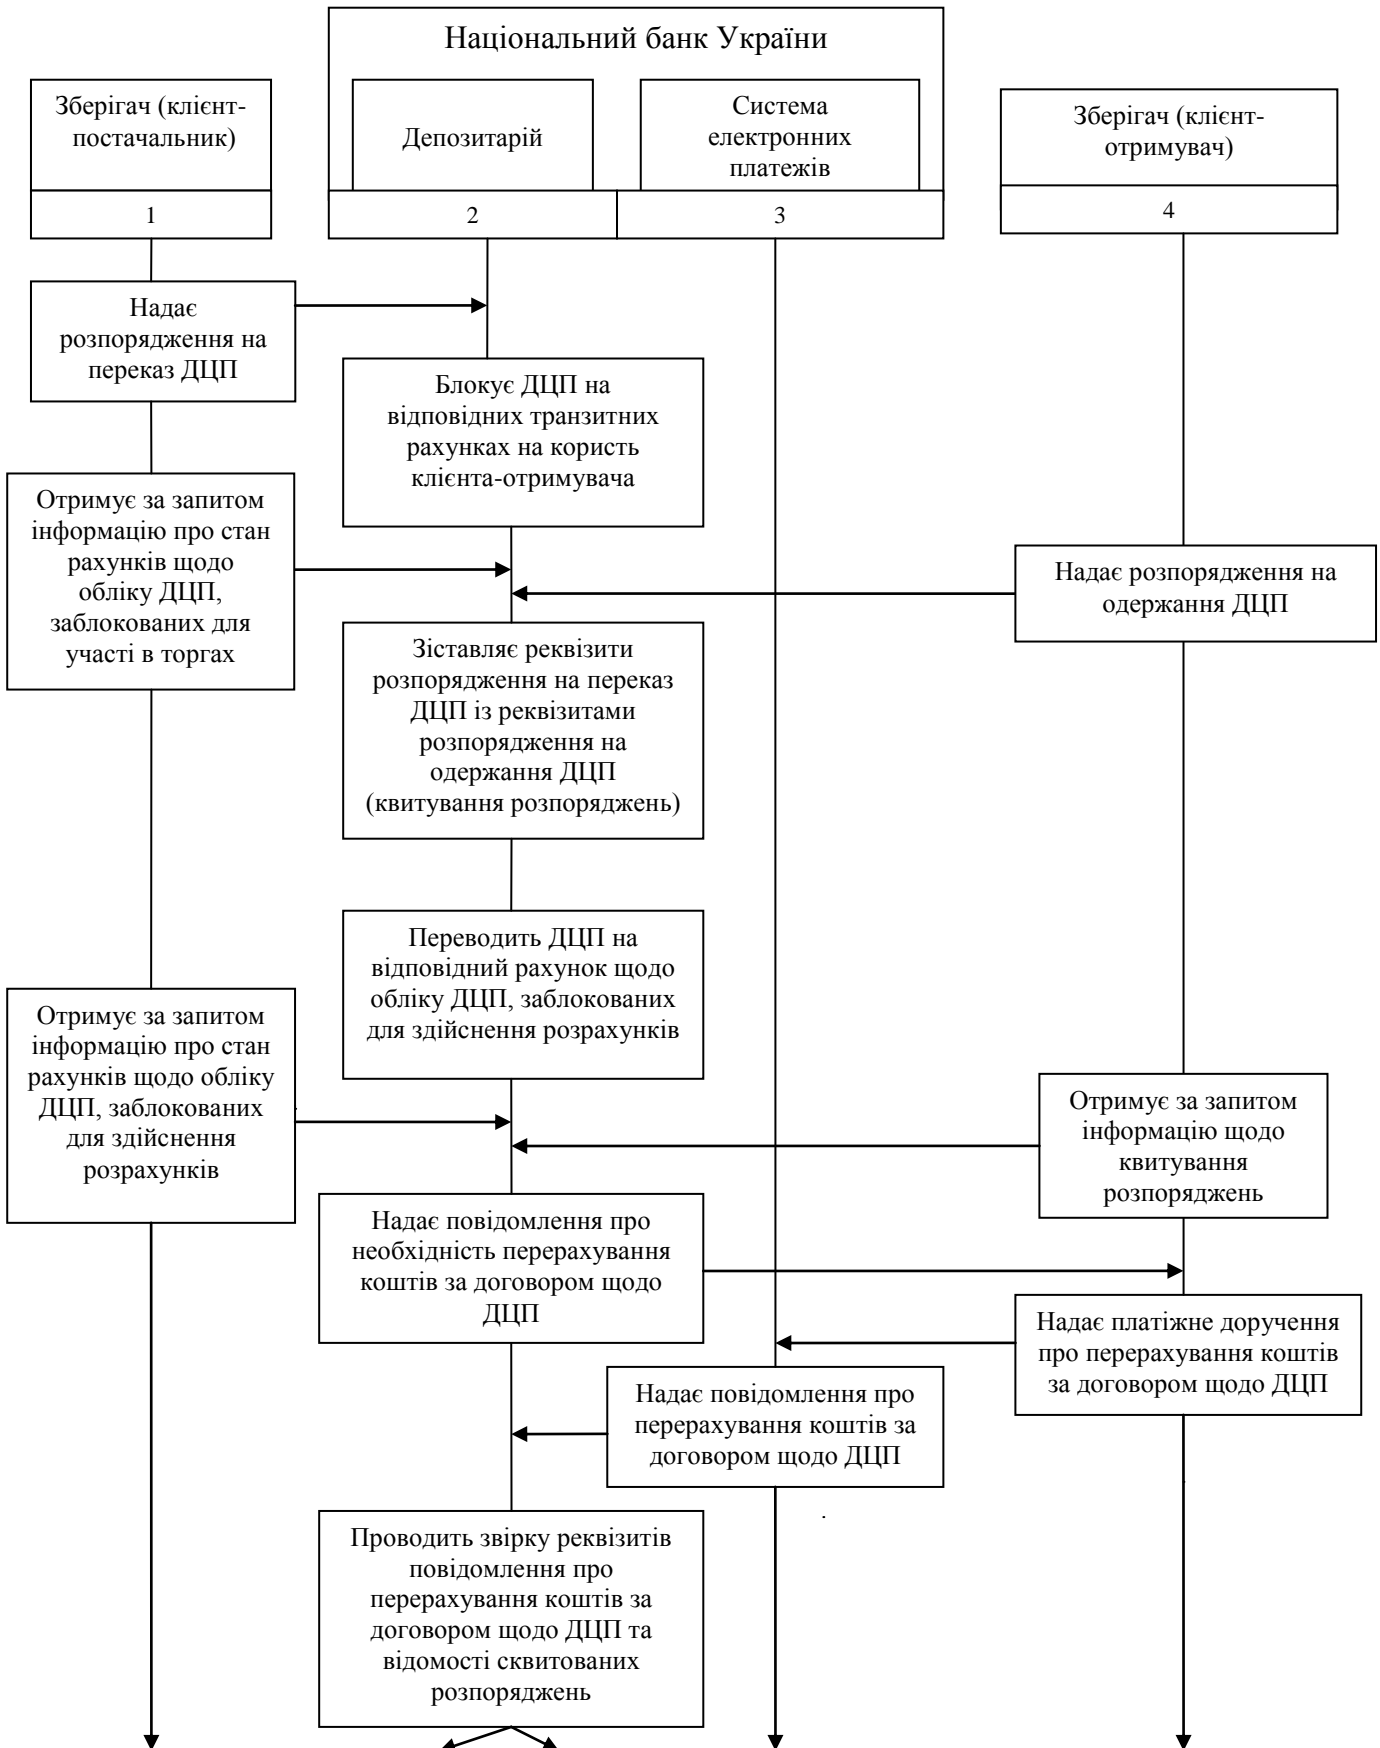 Національний банк України
Зберігач (клієнт-
постачальник)
Депозитарій
Система
електронних
платежів
Зберігач (клієнт-
отримувач)
1
2
3
4
Надає
розпорядження на
переказ ДЦП
Блокує ДЦП на
відповідних транзитних
рахунках на користь
клієнта-отримувача
Отримує за запитом
інформацію про стан
рахунків щодо
обліку ДЦП,
заблокованих для
участі в торгах
Надає розпорядження на
одержання ДЦП
Зіставляє реквізити
розпорядження на переказ
ДЦП із реквізитами
розпорядження на
одержання ДЦП
(квитування розпоряджень)
Переводить ДЦП на
відповідний рахунок щодо
обліку ДЦП, заблокованих
для здійснення розрахунків
Отримує за запитом
інформацію про стан
рахунків щодо обліку
ДЦП, заблокованих
для здійснення
розрахунків
Отримує за запитом
інформацію щодо
квитування
розпоряджень
Надає повідомлення про
необхідність перерахування
коштів за договором щодо
ДЦП
Надає платіжне доручення
про перерахування коштів
за договором щодо ДЦП
Надає повідомлення про
перерахування коштів за
договором щодо ДЦП
Проводить звірку реквізитів
повідомлення про
перерахування коштів за
договором щодо ДЦП та
відомості сквитованих
розпоряджень